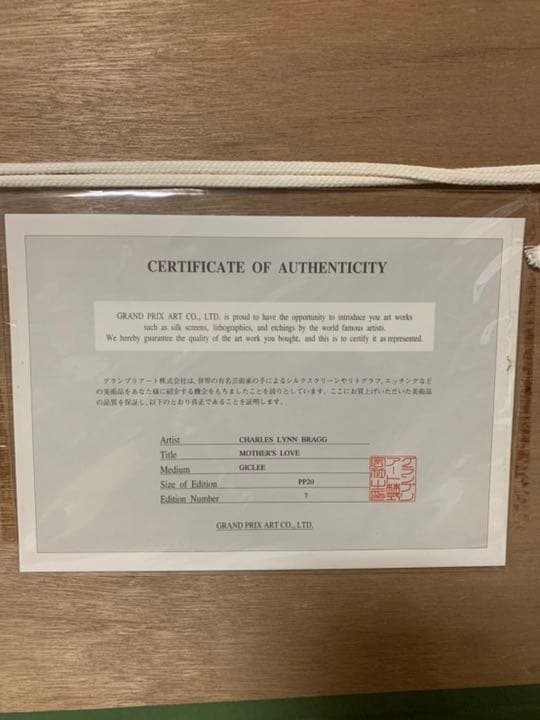 CERTIFICATE OF AUTHENTICITY
GRAND PRIX ART CO., LTD. is proud to have the opportunity to introduce you art works
such as silk screens, lithographies, and etchings by the world famous artists.
We hereby guarantee the quality of the art work you bought, and this is to certify it as represented.
グランプリアート株式会社は、世界の有名芸術家の手によるシルクスクリーンやリトグラフ、エッチングなど
の美術品をあなた様に紹介する機会をもちましたことを誇りとしています。ここにお買上げいただいた美術品
の品質を保証し、以下のとおり真正であることを証明します。
Artist CHARLES LYNN BRAGG
Title MOTHER'S LOVE
Medium GICLEE
Size of Edition PP20
Edition Number 7
GRAND PRIX ART CO., LTD.